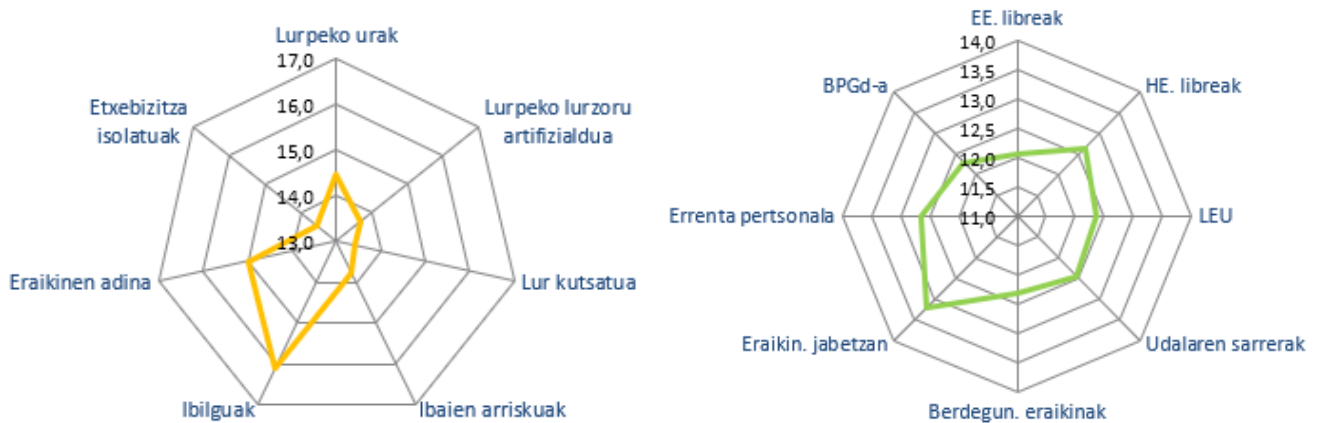 Lurpeko urak
17,0
16,0
15,0
14,0
13,0
Lurpeko lurzoru
artifizialdua
Lur kutsatua
Ibaien arriskuak
Ibilguak
Eraikinen adina
Etxebizitza
isolatuak
EE. libreak
14,0
13,5
13,0
12,5
12,0
11,5
11,0
HE. libreak
LEU
Udalaren sarrerak
Berdegun. eraikinak
Eraikin. jabetzan
Errenta pertsonala
BPGd-a